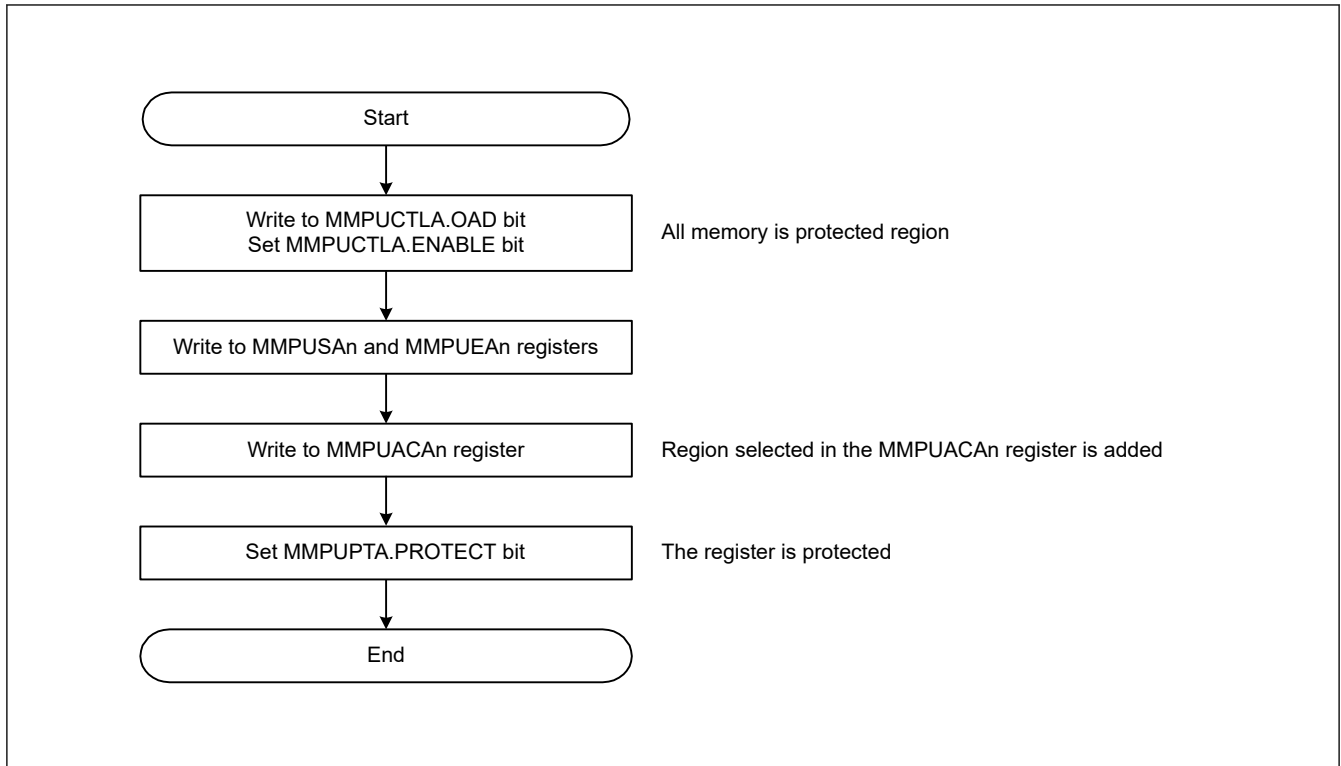 Start
Write to MMPUCTLA.OAD bit
Set MMPUCTLA.ENABLE bit
All memory is protected region
Write to MMPUSAn and MMPUEAn registers
Write to MMPUACAn register
Region selected in the MMPUACAn register is added
Set MMPUPTA.PROTECT bit
The register is protected
End